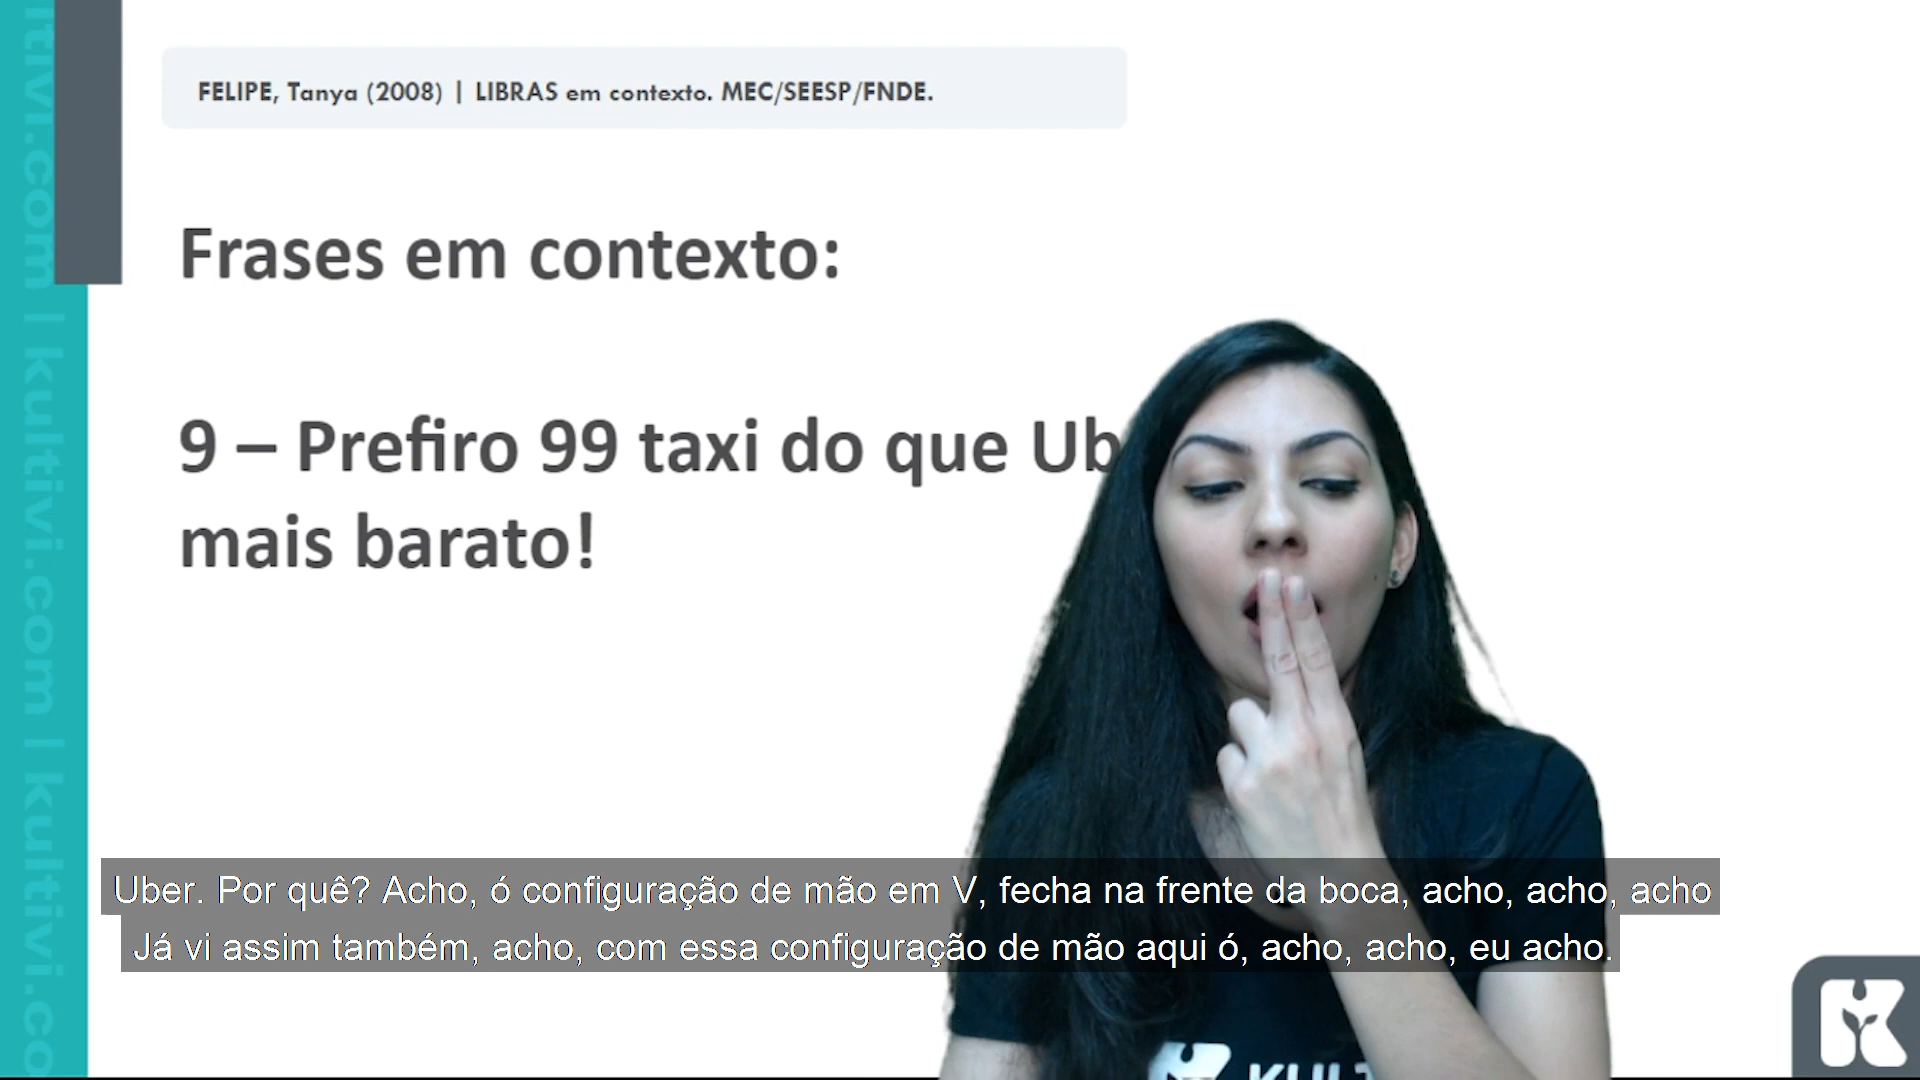 FELIPE, Tanya (2008) | LIBRAS em contexto. MEC/SEESP/FNDE.
Frases em contexto:
9 – Prefiro 99 taxi do que Ub
mais barato!
Uber. Por quê? Acho, ó configuração de mão em V, fecha na frente da boca, acho, acho, acho
Já vi assim também, acho, com essa configuração de mão aqui ó, acho, acho, eu acho.
kultivi.com | kultivi.com | kultivi.co
KULT